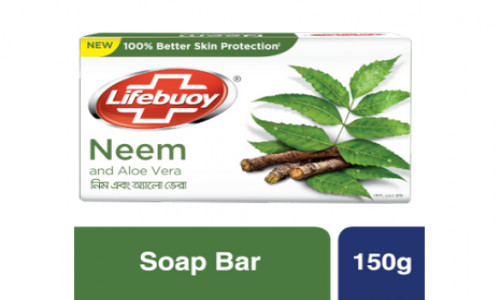 NEW 100% Better Skin Protection
Lifebuoy ®
Neem
and Aloe Vera
নিম এবং অ্যালো ভেরা
Soap Bar
150g